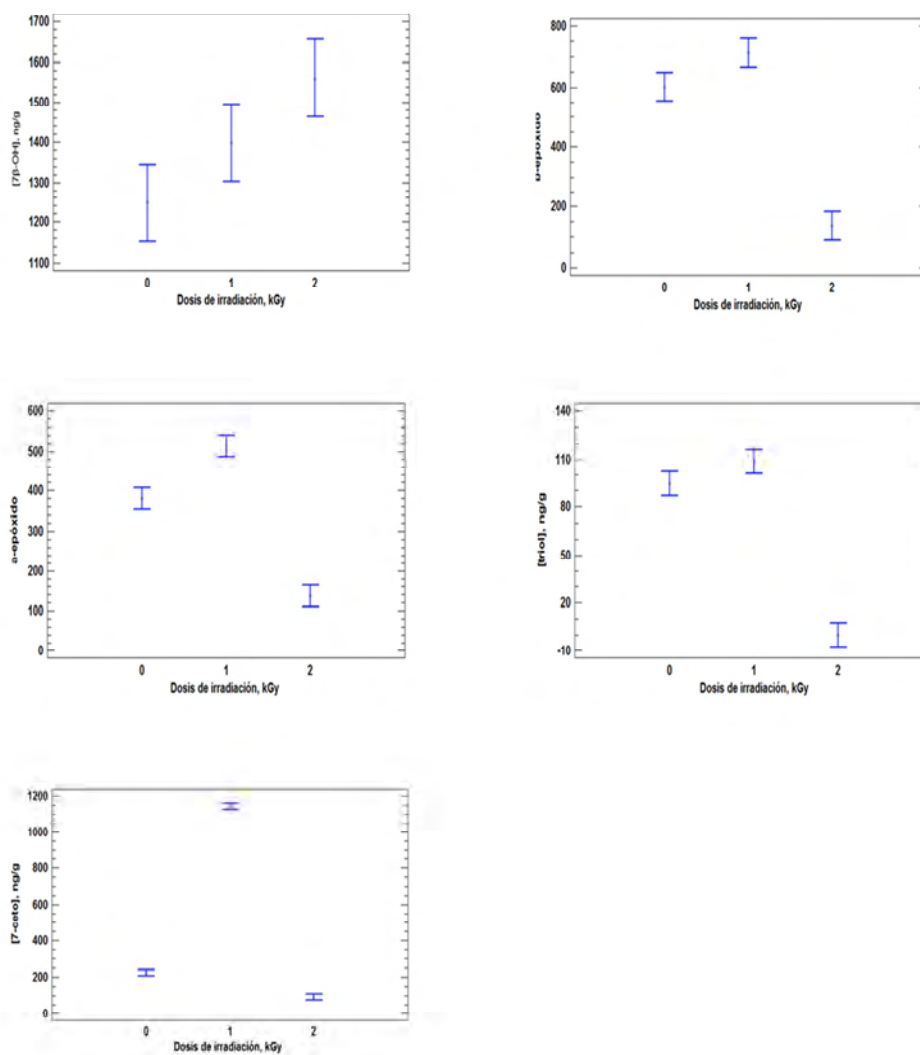 1700
1600
1500
1400
1300
1200
1100
[7β-OH], ng/g
0 1 2
Dosis de irradiación, kGy
800
600
400
200
0
b-epóxido
0 1 2
Dosis de irradiación, kGy
600
500
400
300
200
100
0
a-epóxido
0 1 2
Dosis de irradiación, kGy
140
110
80
50
20
-10
[triol], ng/g
0 1 2
Dosis de irradiación, kGy
1200
1000
800
600
400
200
0
[7-ceto], ng/g
0 1 2
Dosis de irradiación, kGy